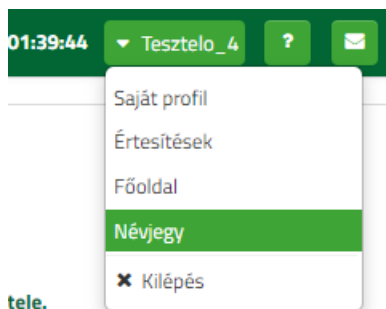 01:39:44 Tesztelo_4 ?
Saját profil
Értesítések
Főoldal
Névjegy
Kilépés
tele.